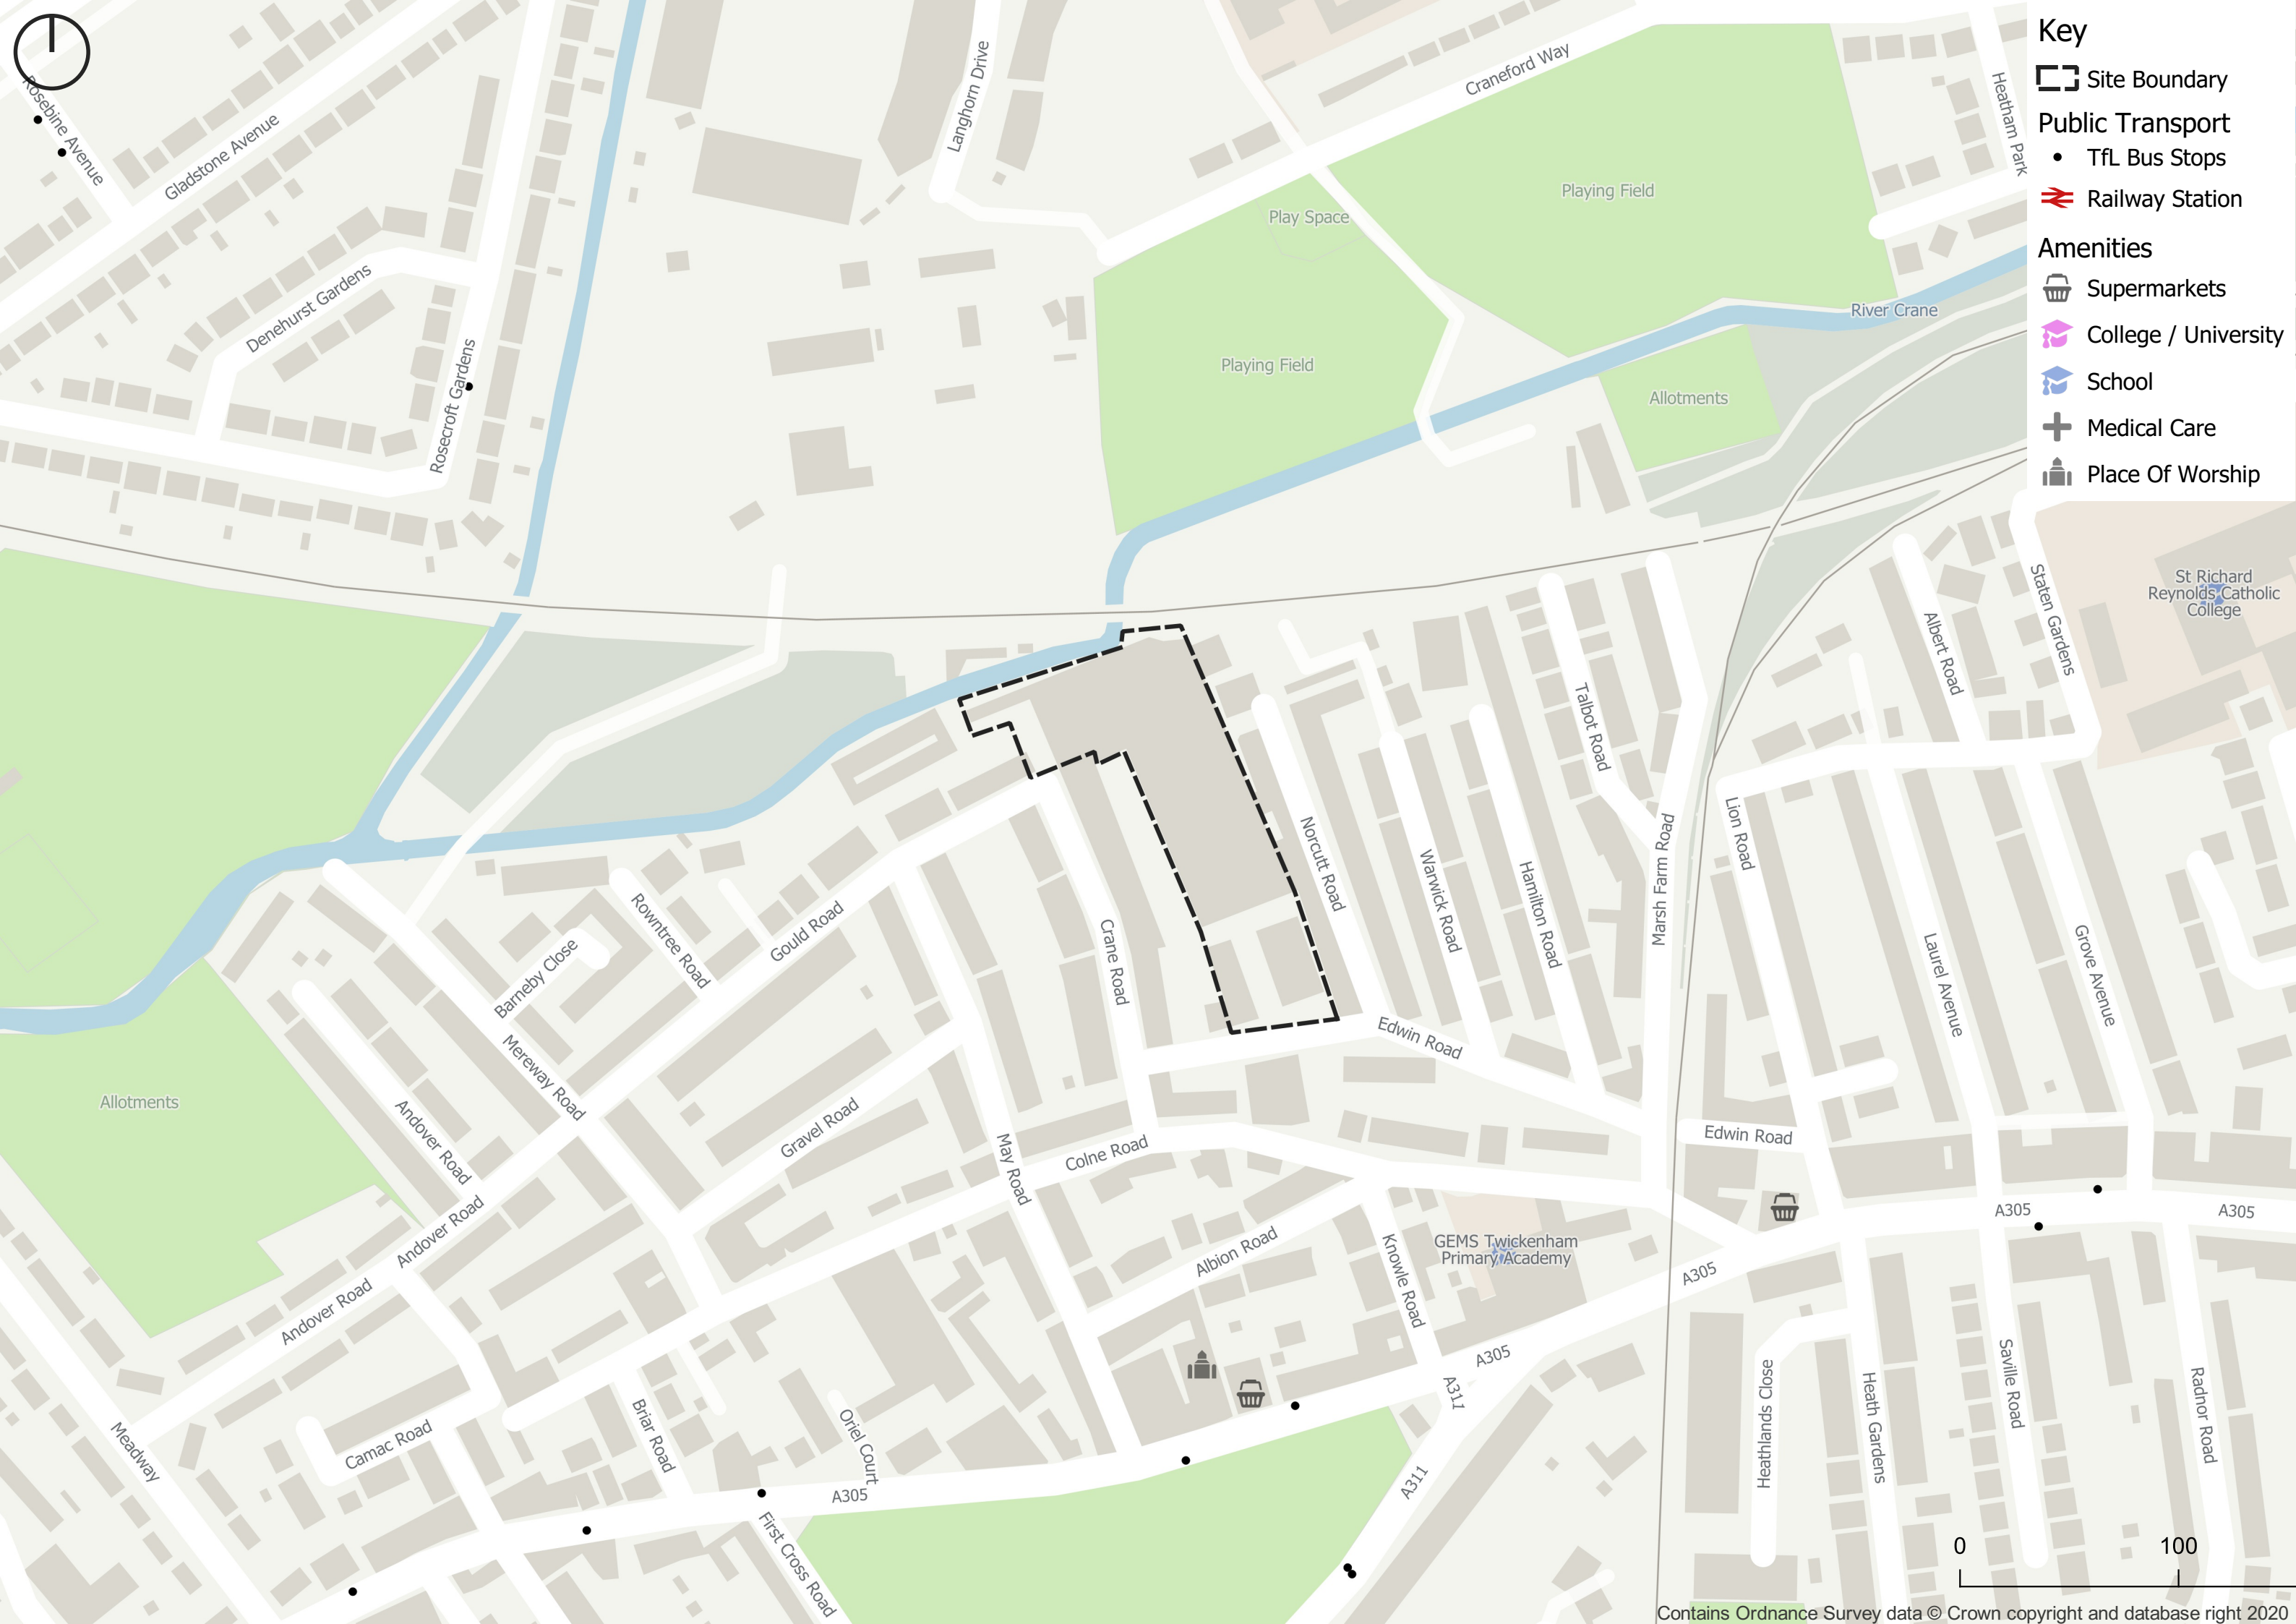 Key
Site Boundary
Public Transport
TfL Bus Stops
Railway Station
Amenities
Supermarkets
College / University
School
Medical Care
Place Of Worship
Rosebine Avenue
Gladstone Avenue
Denehurst Gardens
Rosecroft Gardens
Langhorn Drive
Craneford Way
Heatham Park
Play Space
Playing Field
Playing Field
River Crane
Allotments
St Richard
Reynolds Catholic
College
Staten Gardens
Albert Road
Talbot Road
Marsh Farm Road
Lion Road
Norcutt Road
Warwick Road
Hamilton Road
Laurel Avenue
Grove Avenue
Crane Road
Gould Road
Rowntree Road
Barneby Close
Mereway Road
Edwin Road
Edwin Road
Allotments
Andover Road
Gravel Road
May Road
Colne Road
Andover Road
Andover Road
Albion Road
Knowle Road
GEMS Twickenham
Primary Academy
A305
A305
A305
A305
A311
A311
Meadway
Camac Road
Briar Road
Oriel Court
A305
First Cross Road
Heathlands Close
Heath Gardens
Saville Road
Radnor Road
0
100
Contains Ordnance Survey data © Crown copyright and database right 2020